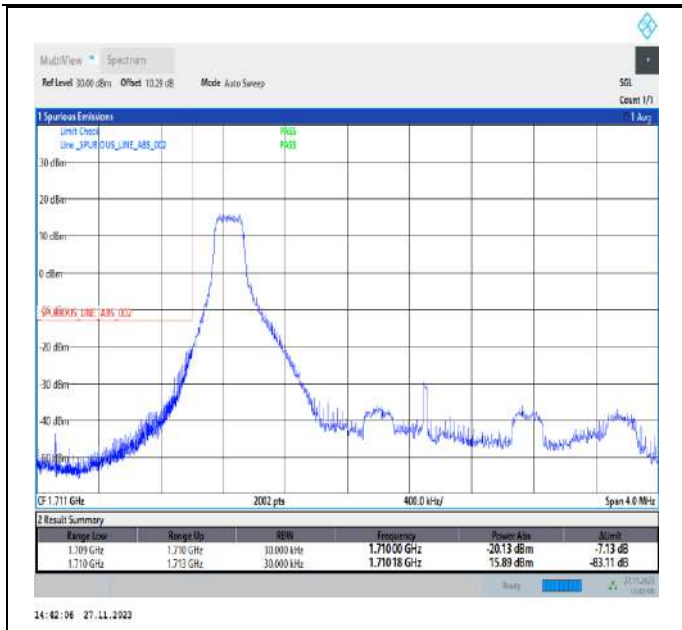 MultiView Spectrum
Ref Level 30.00 dBm Offset 10.29 dB Mode Auto Sweep SGL
Count 1/1
1 Spurious Emissions 1 Avg
Limit Check PASS
Line _SPURIOUS_LINE_ABS_002 PASS
30 dBm
20 dBm
10 dBm
0 dBm
SPURIOUS_LINE_ABS_002
-20 dBm
-30 dBm
-40 dBm
CF 1.711 GHz 2002 pts 400.0 kHz/ Span 4.0 MHz
2 Result Summary
Range Low Range Up RBW Frequency Power Abs ΔLimit
1.709 GHz 1.710 GHz 30.000 kHz 1.71000 GHz -20.13 dBm -7.13 dB
1.710 GHz 1.713 GHz 30.000 kHz 1.71018 GHz 15.89 dBm -83.11 dB
Ready 27.11.2023
14:42:06 27.11.2023